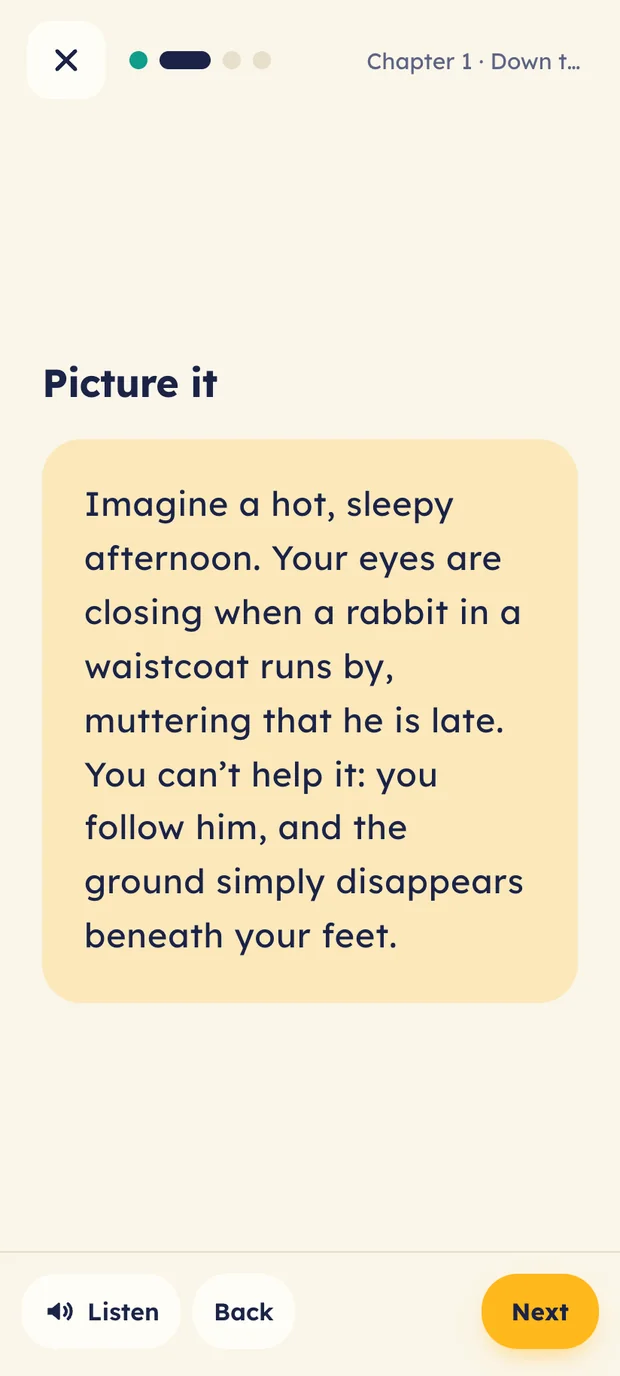 Chapter 1 · Down t…
Picture it
Imagine a hot, sleepy
afternoon. Your eyes are
closing when a rabbit in a
waistcoat runs by,
muttering that he is late.
You can’t help it: you
follow him, and the
ground simply disappears
beneath your feet.
Listen
Back
Next